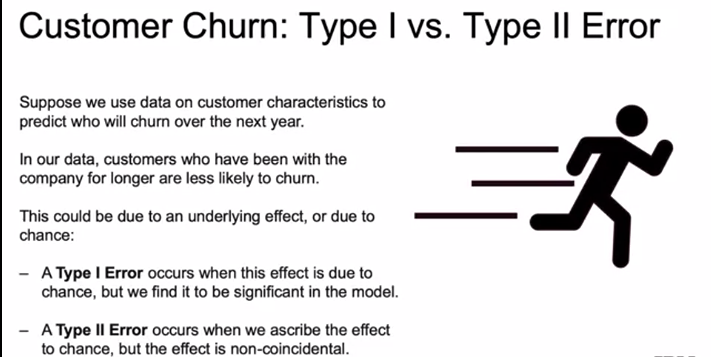 Customer Churn: Type I vs. Type II Error
Suppose we use data on customer characteristics to
predict who will churn over the next year.
In our data, customers who have been with the
company for longer are less likely to churn.
This could be due to an underlying effect, or due to
chance:
– A Type I Error occurs when this effect is due to
chance, but we find it to be significant in the model.
– A Type II Error occurs when we ascribe the effect
to chance, but the effect is non-coincidental.